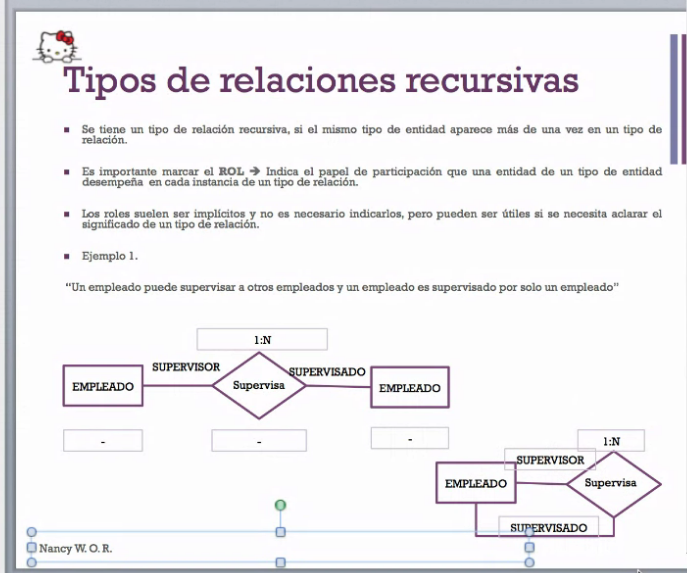 Tipos de relaciones recursivas
Se tiene un tipo de relación recursiva, si el mismo tipo de entidad aparece más de una vez en un tipo de
relación.
Es importante marcar el ROL → Indica el papel de participación que una entidad de un tipo de entidad
desempeña en cada instancia de un tipo de relación.
Los roles suelen ser implícitos y no es necesario indicarlos, pero pueden ser útiles si se necesita aclarar el
significado de un tipo de relación.
Ejemplo 1.
“Un empleado puede supervisar a otros empleados y un empleado es supervisado por solo un empleado”
1:N
SUPERVISOR
SUPERVISADO
EMPLEADO
Supervisa
EMPLEADO
-
-
-
1:N
SUPERVISOR
EMPLEADO
Supervisa
SUPERVISADO
Nancy W. O. R.